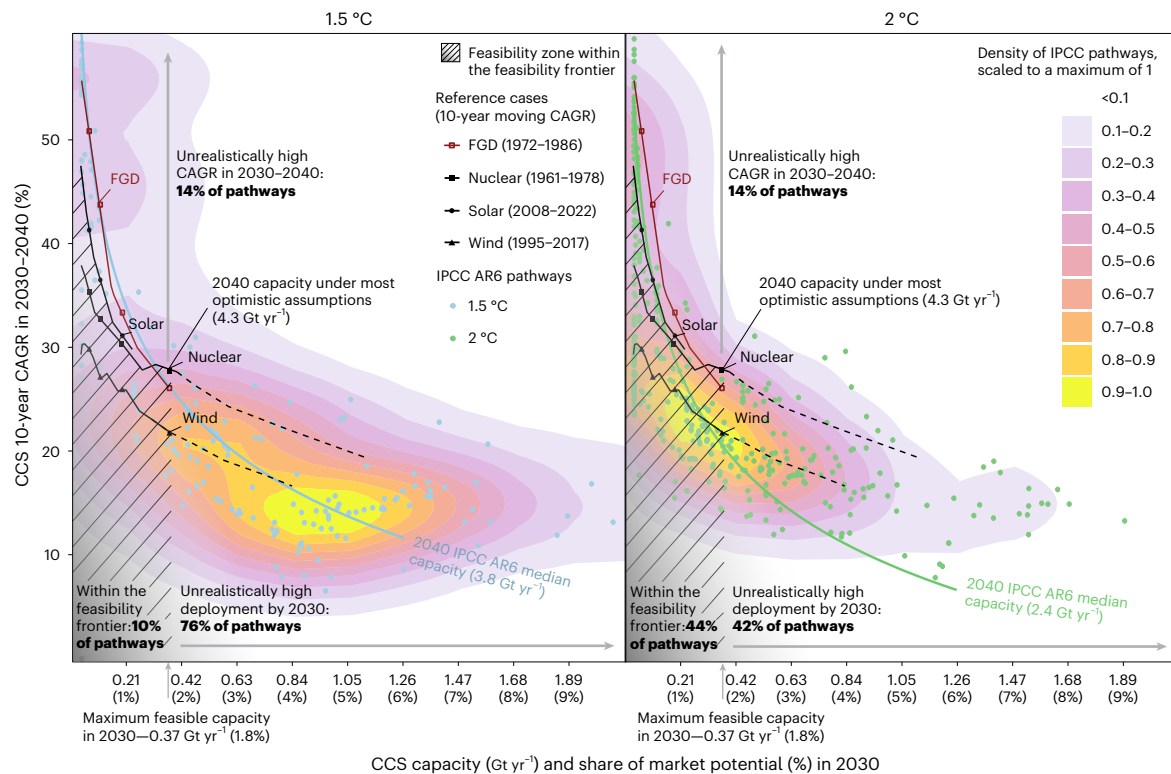 1.5 °C
2 °C
CCS 10-year CAGR in 2030–2040 (%)
50
40
30
20
10
Feasibility zone within
the feasibility frontier
Reference cases
(10-year moving CAGR)
FGD (1972–1986)
Nuclear (1961–1978)
Solar (2008–2022)
Wind (1995–2017)
IPCC AR6 pathways
1.5 °C
2 °C
Unrealistically high
CAGR in 2030–2040:
14% of pathways
FGD
2040 capacity under most
optimistic assumptions
(4.3 Gt yr⁻¹)
Solar
Nuclear
Wind
2040 IPCC AR6 median
capacity (3.8 Gt yr⁻¹)
Within the
feasibility
frontier:10%
of pathways
Unrealistically high
deployment by 2030:
76% of pathways
0.21 0.42 0.63 0.84 1.05 1.26 1.47 1.68 1.89
(1%) (2%) (3%) (4%) (5%) (6%) (7%) (8%) (9%)
Maximum feasible capacity
in 2030—0.37 Gt yr⁻¹ (1.8%)
Density of IPCC pathways,
scaled to a maximum of 1
<0.1
0.1–0.2
0.2–0.3
0.3–0.4
0.4–0.5
0.5–0.6
0.6–0.7
0.7–0.8
0.8–0.9
0.9–1.0
Unrealistically high
CAGR in 2030–2040:
14% of pathways
FGD
2040 capacity under most
optimistic assumptions (4.3 Gt yr⁻¹)
Solar
Nuclear
Wind
2040 IPCC AR6 median
capacity (2.4 Gt yr⁻¹)
Within the
feasibility
frontier:44%
of pathways
Unrealistically high
deployment by 2030:
42% of pathways
0.21 0.42 0.63 0.84 1.05 1.26 1.47 1.68 1.89
(1%) (2%) (3%) (4%) (5%) (6%) (7%) (8%) (9%)
Maximum feasible capacity
in 2030—0.37 Gt yr⁻¹ (1.8%)
CCS capacity (Gt yr⁻¹) and share of market potential (%) in 2030